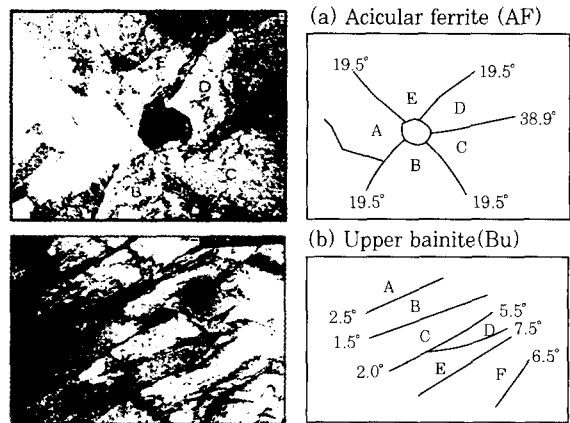 (a) Acicular ferrite (AF)
E
D
B
C
19.5°
19.5°
E
D
38.9°
A
C
B
19.5°
19.5°
(b) Upper bainite(Bu)
A
B
5.5°
2.5°
D
7.5°
C
1.5°
6.5°
2.0°
E
F